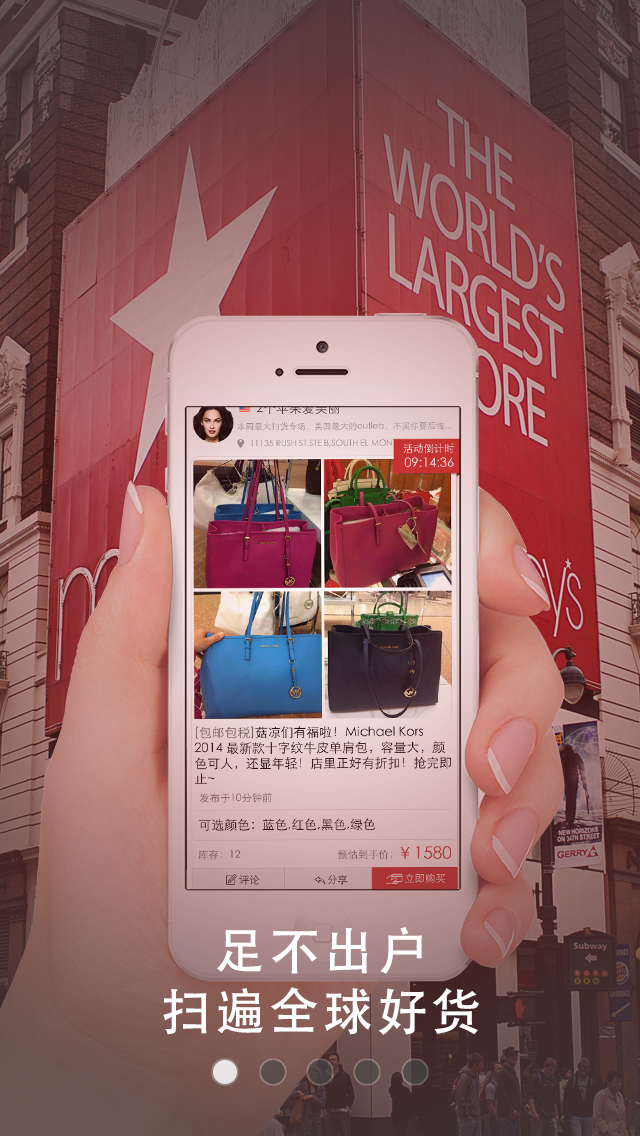 THE
WORLD'S
LARGEST
ORE
2个苹果爱美丽
本周最大扫货专场、美国最大的outlets，不买你要后悔...
11135 RUSH ST,STE B,SOUTH EL MON
活动倒计时
09:14:36
[包邮包税]菇凉们有福啦！Michael Kors
2014 最新款十字纹牛皮单肩包，容量大，颜
色可人，还显年轻！店里正好有折扣！抢完即
止~
发布于10分钟前
可选颜色：蓝色,红色,黑色,绿色
库存：12
预估到手价：¥ 1580
评论
分享
立即购买
NEW HORIZONS
ON 34TH STREET
GERRY
Subway
足不出户
扫遍全球好货